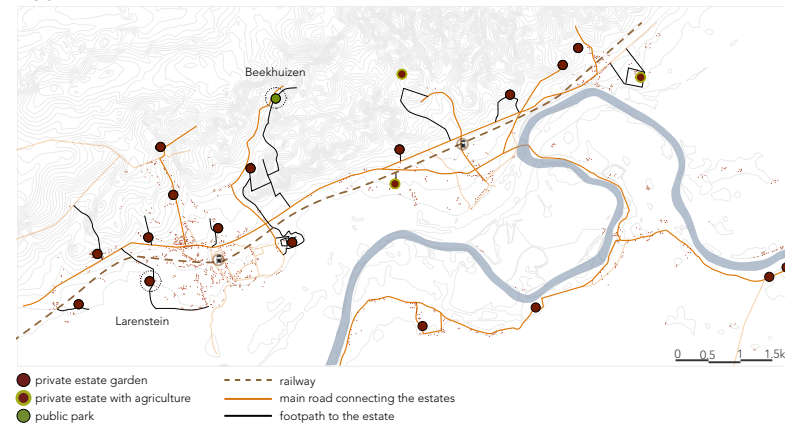 Beekhuizen
Larenstein
0 0,5 1 1.5k
private estate garden
private estate with agriculture
public park
railway
main road connecting the estates
footpath to the estate